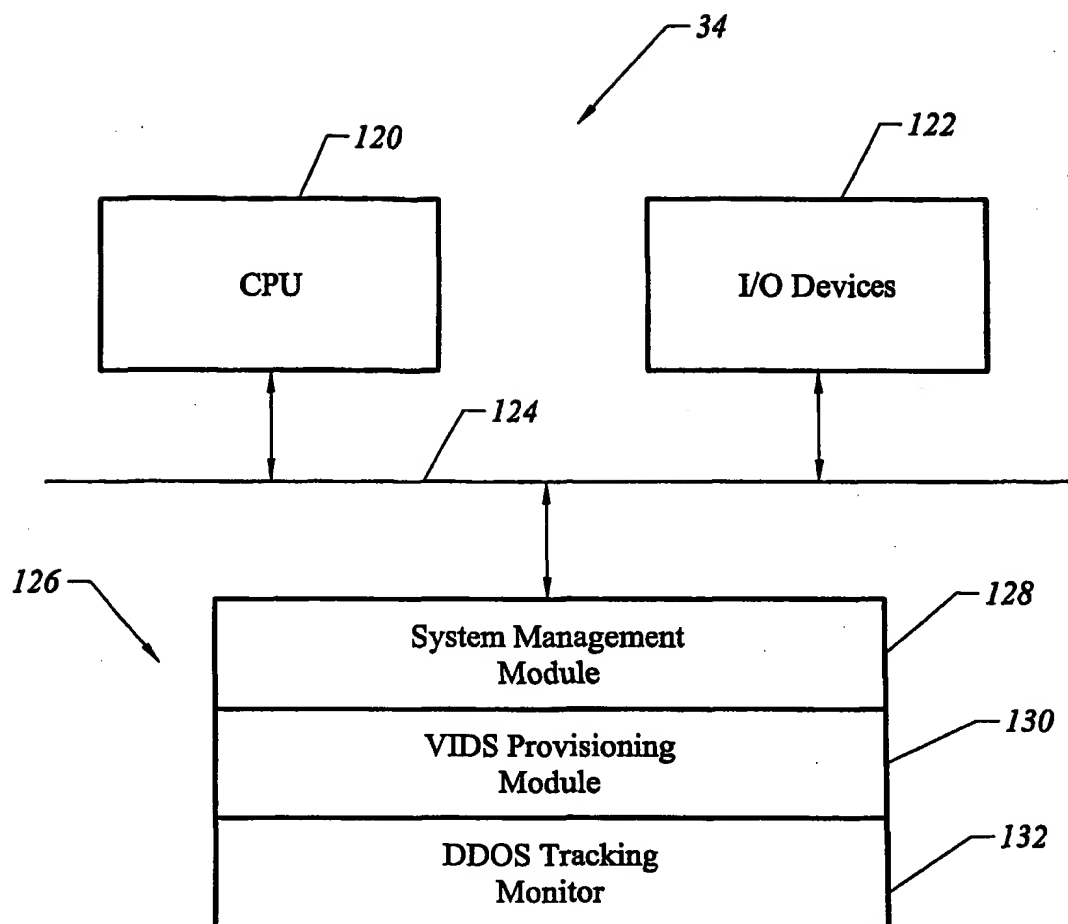 34
120
122
CPU
I/O Devices
124
126
128
System Management
Module
130
VIDS Provisioning
Module
132
DDOS Tracking
Monitor